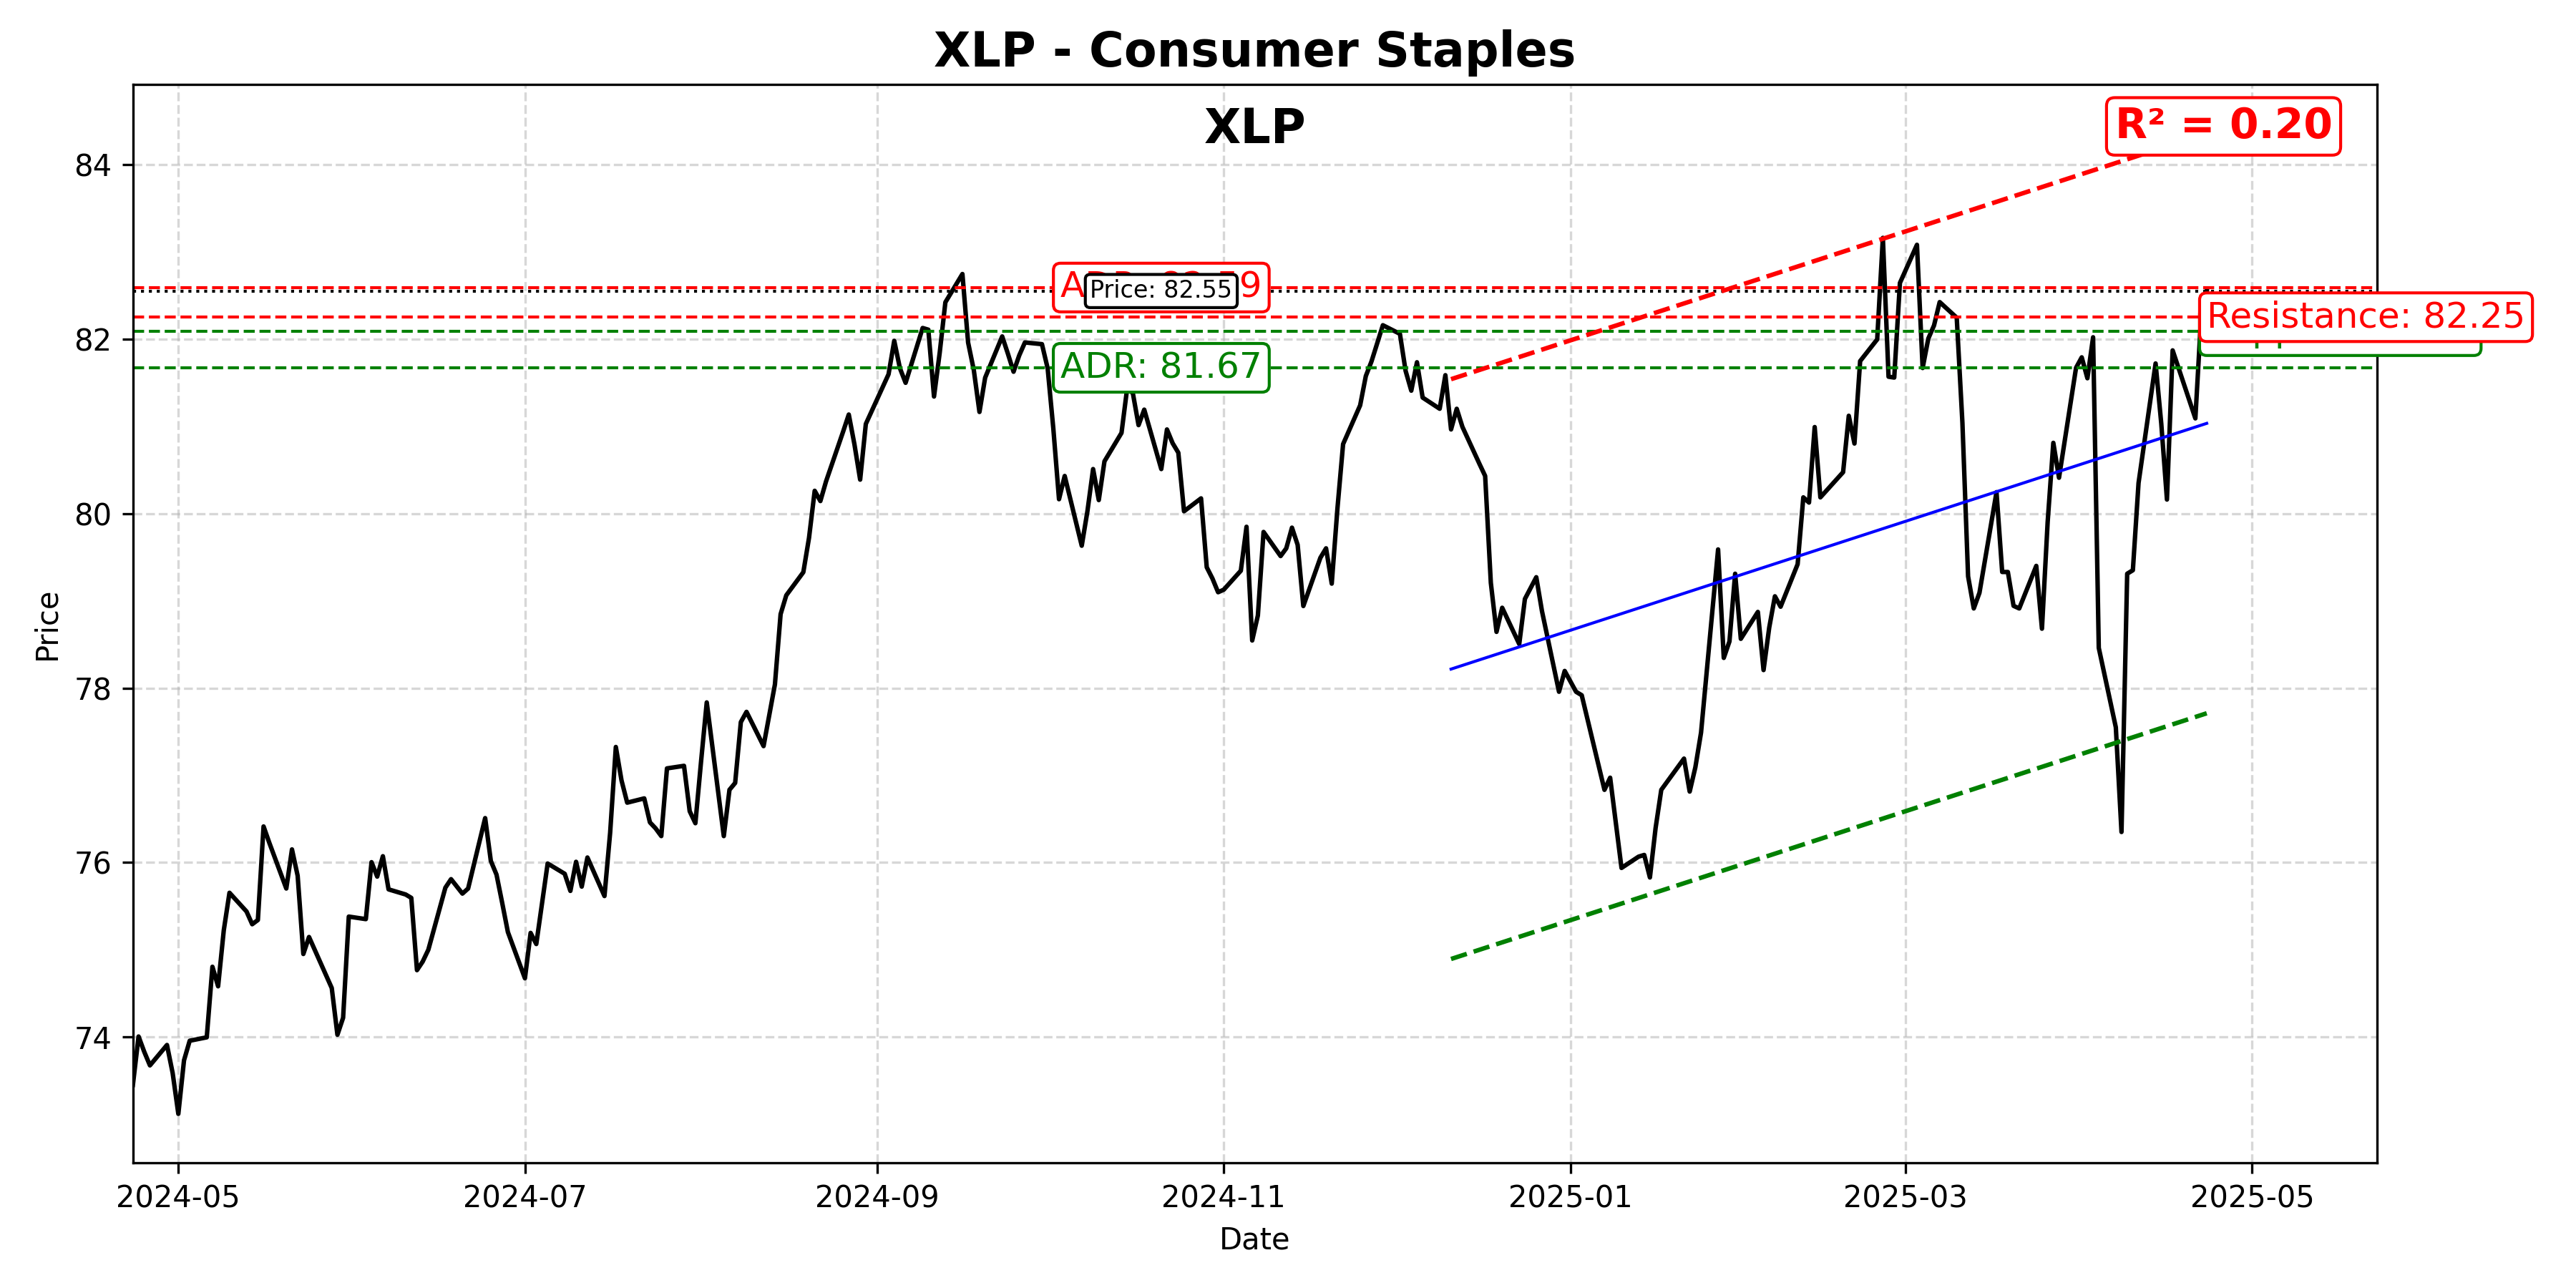 XLP - Consumer Staples
XLP
R² = 0.20
84
82
80
78
76
74
Price
Price: 82.55
ADR: 81.67
Resistance: 82.25
2024-05
2024-07
2024-09
2024-11
2025-01
2025-03
2025-05
Date